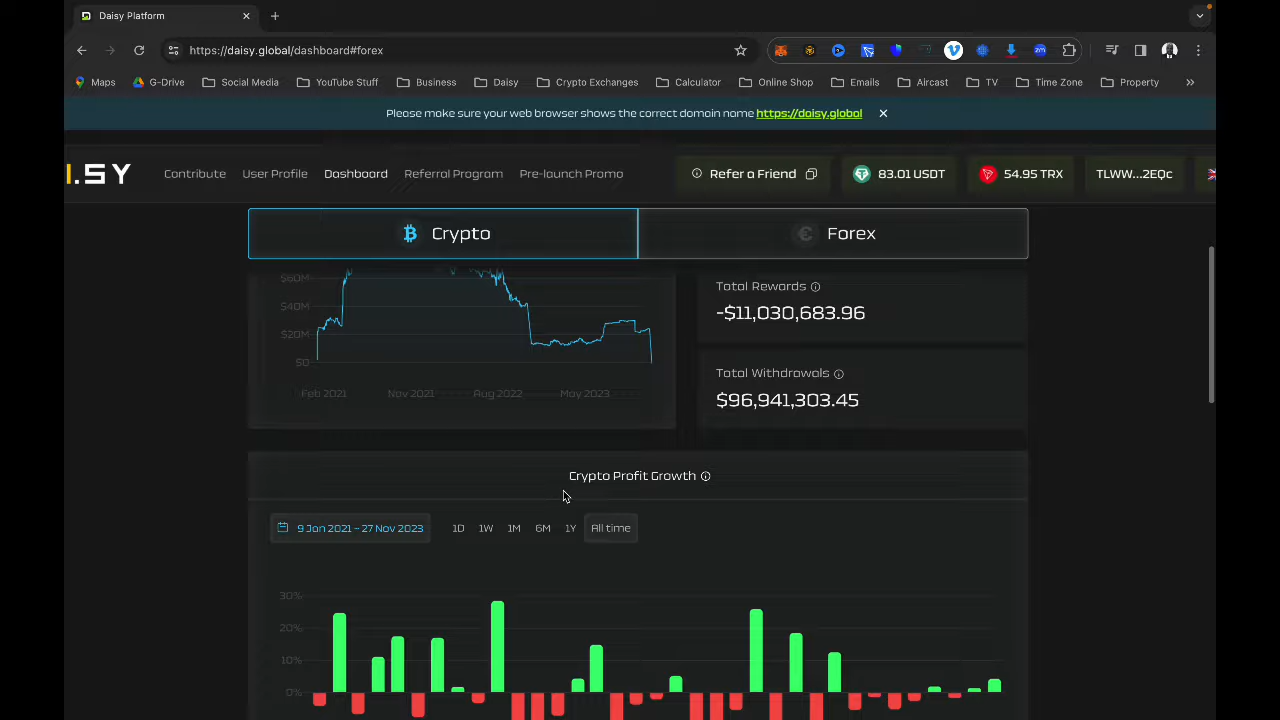 Daisy Platform
https://daisy.global/dashboard#forex
Maps G-Drive Social Media YouTube Stuff Business Daisy Crypto Exchanges Calculator Online Shop Emails Aircast TV Time Zone Property »
Please make sure your web browser shows the correct domain name https://daisy.global
.SY Contribute User Profile Dashboard Referral Program Pre-launch Promo Refer a Friend 83.01 USDT 54.95 TRX TLWW...2EQc
Crypto Forex
$60M
$40M
$20M
$0
Feb 2021 Nov 2021 Aug 2022 May 2023
Total Rewards
-$11,030,683.96
Total Withdrawals
$96,941,303.45
Crypto Profit Growth
9 Jan 2021 – 27 Nov 2023 1D 1W 1M 6M 1Y All time
30%
20%
10%
0%